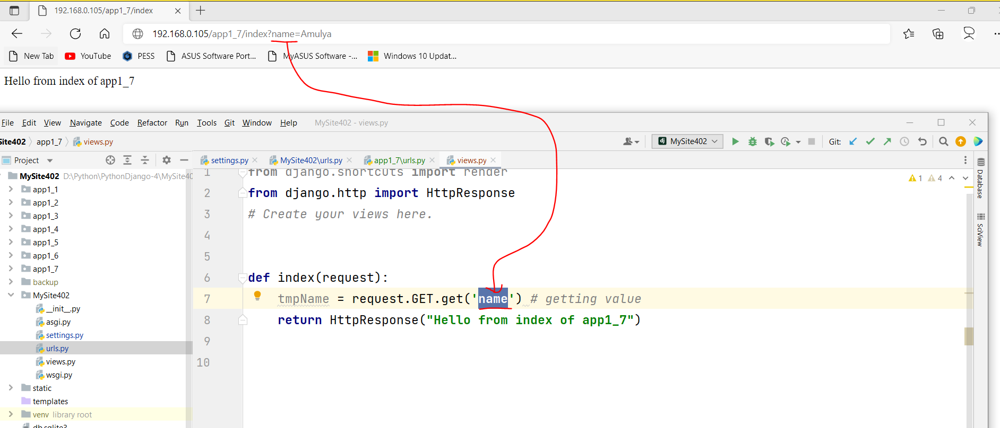 192.168.0.105/app1_7/index
192.168.0.105/app1_7/index?name=Amulya
New Tab YouTube PESS ASUS Software Port... MyASUS Software -... Windows 10 Updat...
Hello from index of app1_7
File Edit View Navigate Code Refactor Run Tools Git Window Help MySite402 - views.py
Site402 app1_7 views.py MySite402 Git:
Project settings.py MySite402\urls.py app1_7\urls.py views.py
MySite402 D:\Python\PythonDjango-4\MySite40
app1_1
app1_2
app1_3
app1_4
app1_5
app1_6
app1_7
backup
MySite402
__init__.py
asgi.py
settings.py
urls.py
views.py
wsgi.py
static
templates
venv library root
db.sqlite3
1 from django.shortcuts import render
2 from django.http import HttpResponse
3 # Create your views here.
4
5
6 def index(request):
7 tmpName = request.GET.get('name') # getting value
8 return HttpResponse("Hello from index of app1_7")
9
10
1 4
Database
SciView